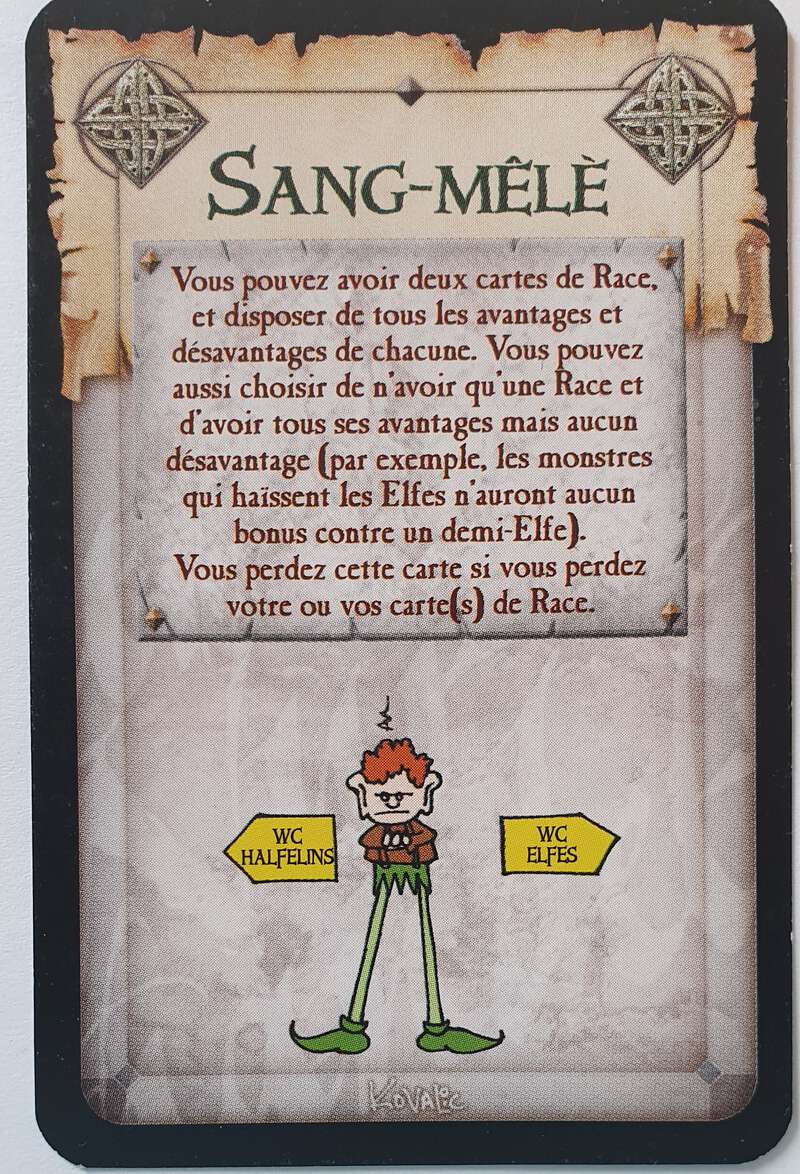 SANG-MÊLÈ
Vous pouvez avoir deux cartes de Race,
et disposer de tous les avantages et
désavantages de chacune. Vous pouvez
aussi choisir de n'avoir qu'une Race et
d'avoir tous ses avantages mais aucun
désavantage (par exemple, les monstres
qui haïssent les Elfes n'auront aucun
bonus contre un demi-Elfe).
Vous perdez cette carte si vous perdez
votre ou vos carte(s) de Race.
WC
HALFELINS
WC
ELFES
KOVALIC